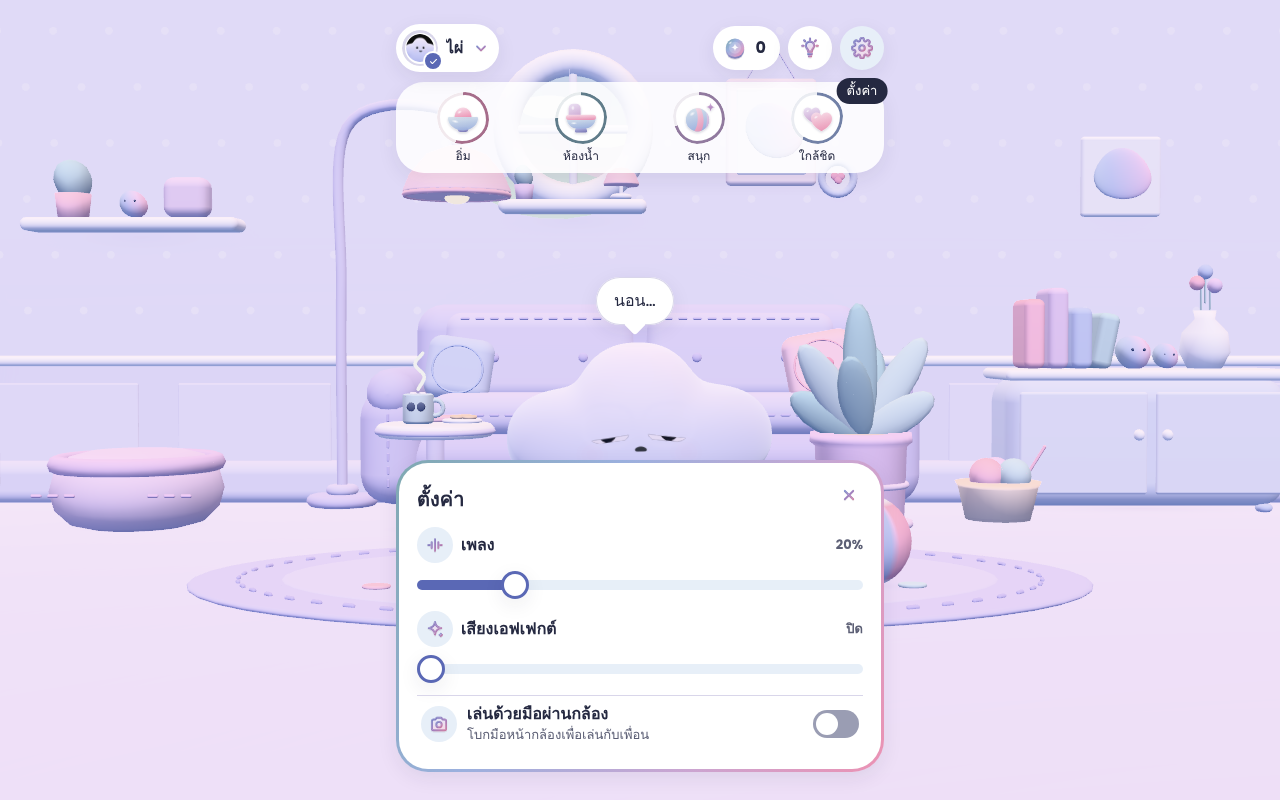 ไผ่
0
ตั้งค่า
อิ่ม
ห้องน้ำ
สนุก
ใกล้ชิด
นอน...
ตั้งค่า
เพลง
20%
เสียงเอฟเฟกต์
ปิด
เล่นด้วยมือผ่านกล้อง
โบกมือหน้ากล้องเพื่อเล่นกับเพื่อน